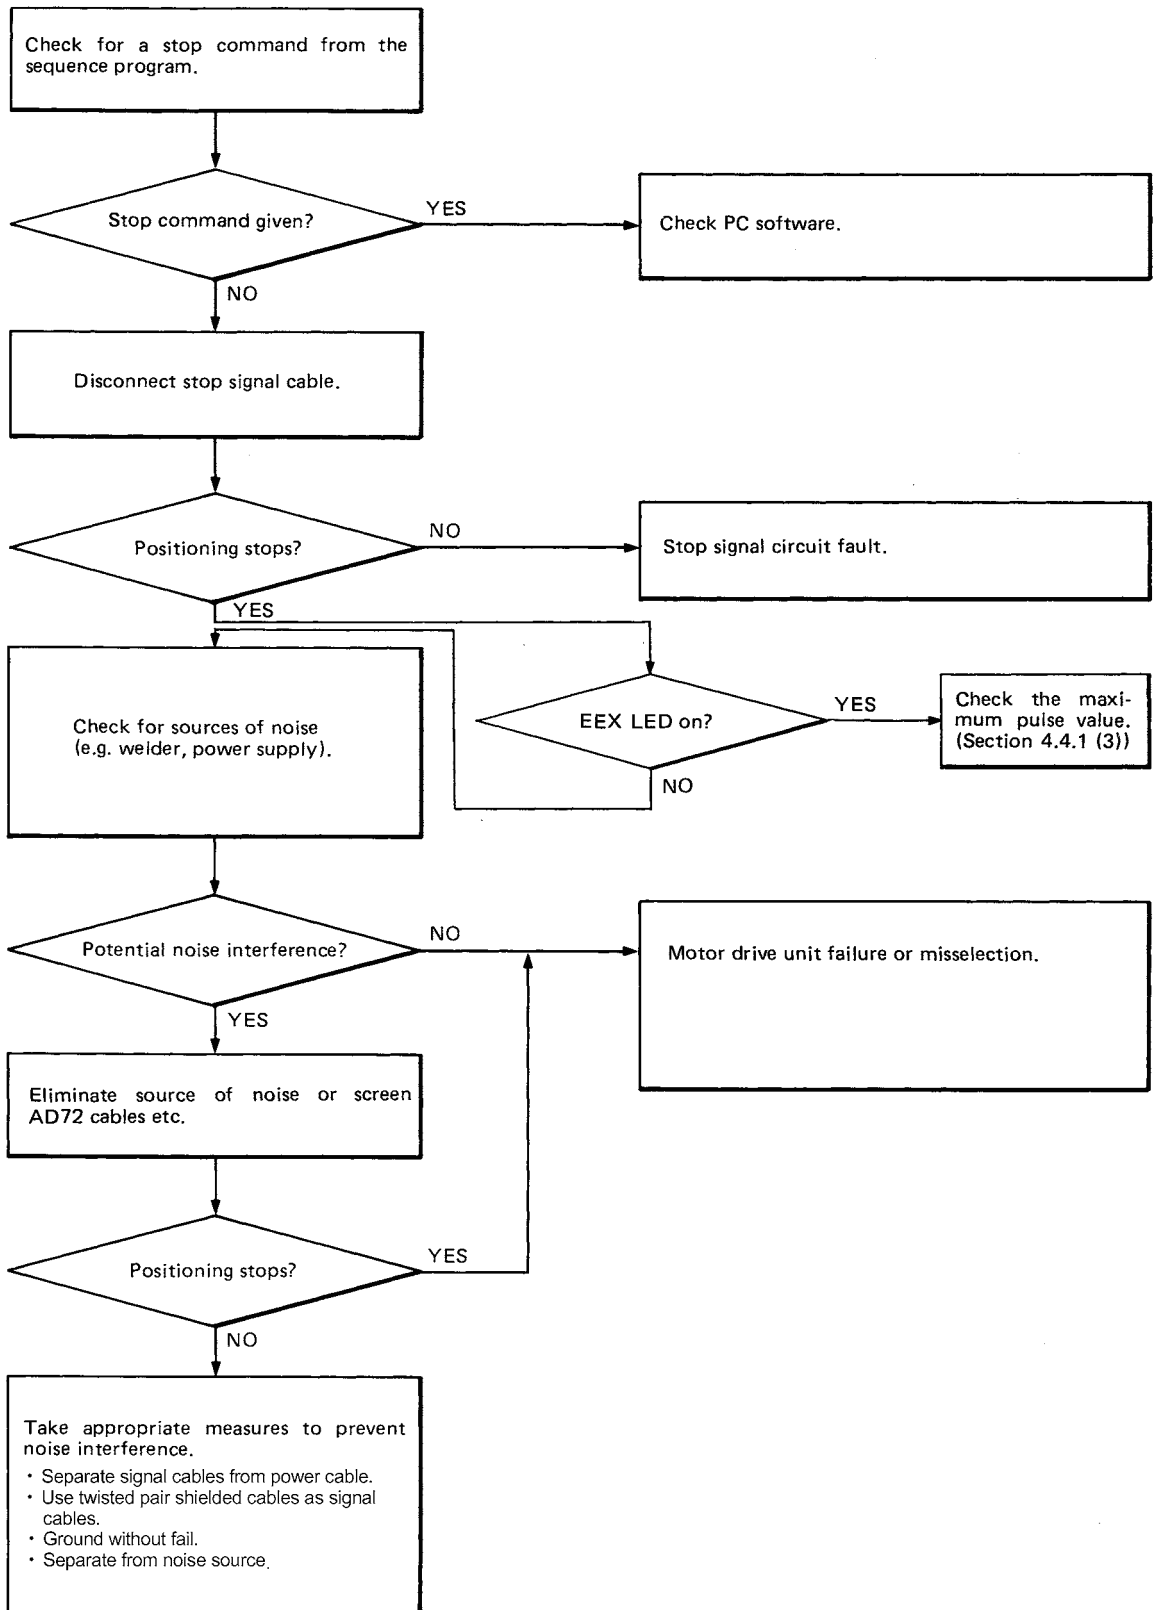 Check for a stop command from the
sequence program.
Stop command given?
YES
Check PC software.
NO
Disconnect stop signal cable.
Positioning stops?
NO
Stop signal circuit fault.
YES
Check for sources of noise
(e.g. welder, power supply).
EEX LED on?
YES
Check the maxi-
mum pulse value.
(Section 4.4.1 (3))
NO
Potential noise interference?
NO
Motor drive unit failure or misselection.
YES
Eliminate source of noise or screen
AD72 cables etc.
Positioning stops?
YES
NO
Take appropriate measures to prevent
noise interference.
· Separate signal cables from power cable.
· Use twisted pair shielded cables as signal
cables.
· Ground without fail.
· Separate from noise source.